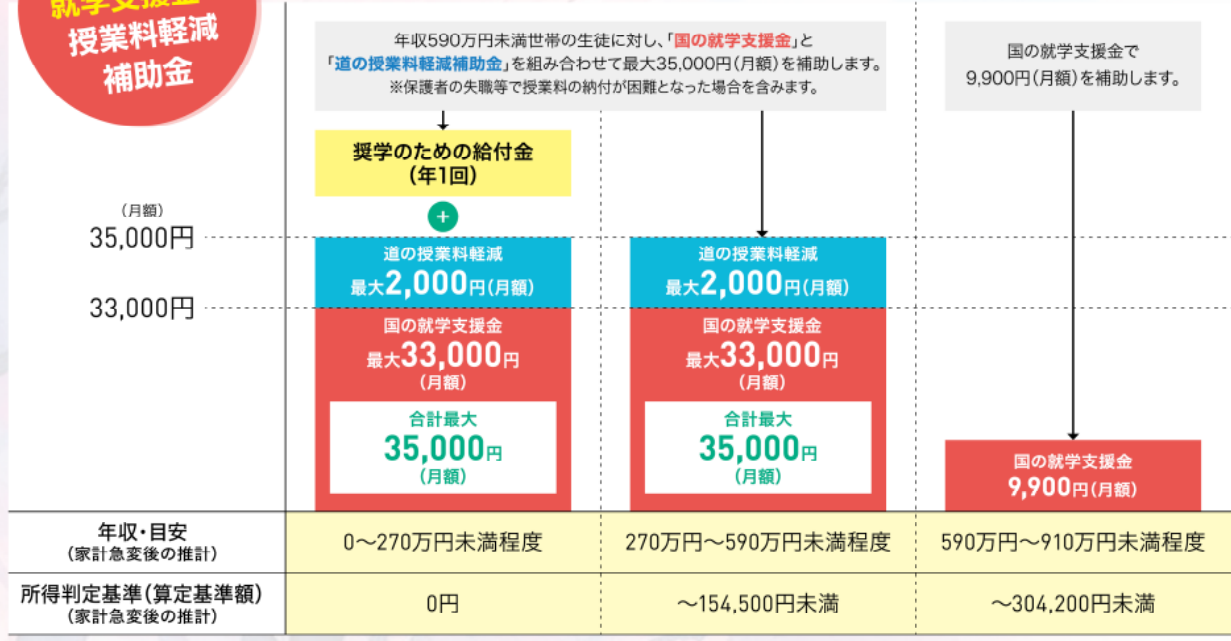 就学支援金
授業料軽減
補助金
年収590万円未満世帯の生徒に対し、「国の就学支援金」と
「道の授業料軽減補助金」を組み合わせて最大35,000円(月額)を補助します。
※保護者の失職等で授業料の納付が困難となった場合を含みます。
国の就学支援金で
9,900円(月額)を補助します。
奨学のための給付金
(年1回)
+
(月額)
35,000円
33,000円
道の授業料軽減
最大2,000円(月額)
国の就学支援金
最大33,000円
(月額)
合計最大
35,000円
(月額)
道の授業料軽減
最大2,000円(月額)
国の就学支援金
最大33,000円
(月額)
合計最大
35,000円
(月額)
国の就学支援金
9,900円(月額)
年収・目安
(家計急変後の推計)
0〜270万円未満程度
270万円〜590万円未満程度
590万円〜910万円未満程度
所得判定基準(算定基準額)
(家計急変後の推計)
0円
〜154,500円未満
〜304,200円未満